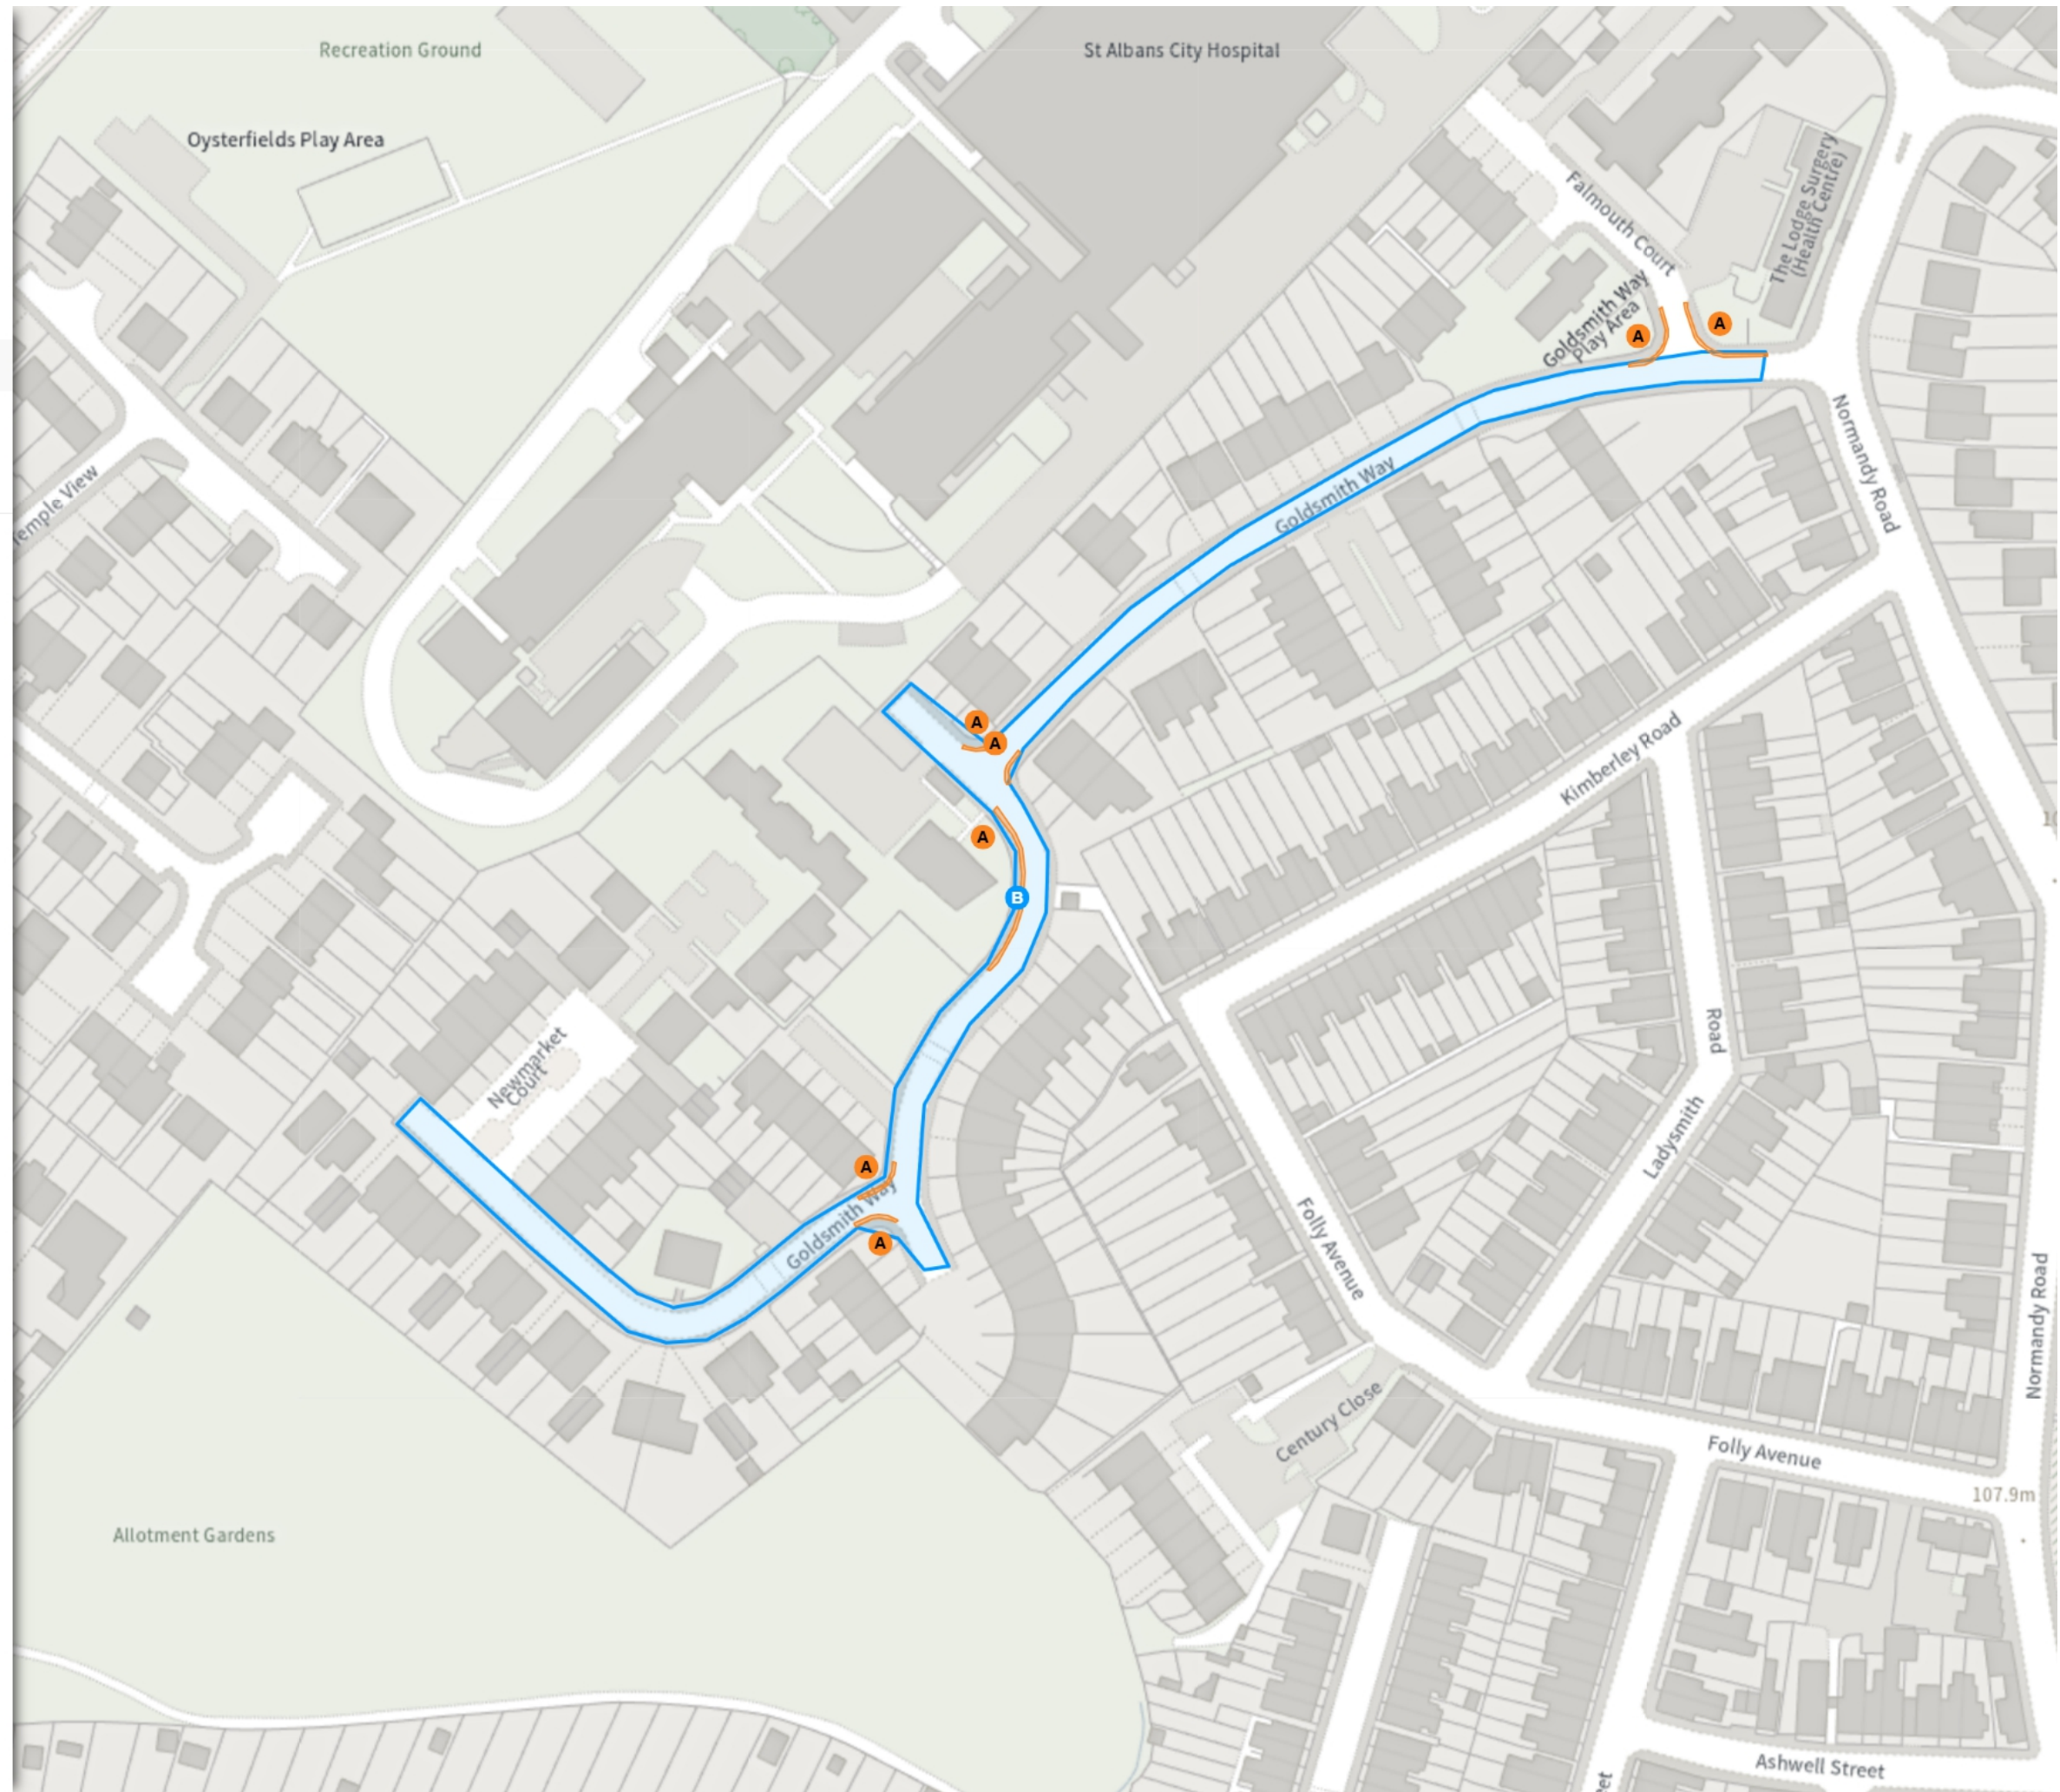 Recreation Ground
St Albans City Hospital
Oysterfields Play Area
Falmouth Court
The Lodge Surgery
(Health Centre)
Goldsmith Way
Play Area
A
A
Normandy Road
Temple View
Goldsmith Way
A
A
Kimberley Road
A
B
Road
Newmarket
Court
Ladysmith
A
Goldsmith Way
A
Folly Avenue
Normandy Road
Century Close
Folly Avenue
107.9m
Allotment Gardens
Ashwell Street